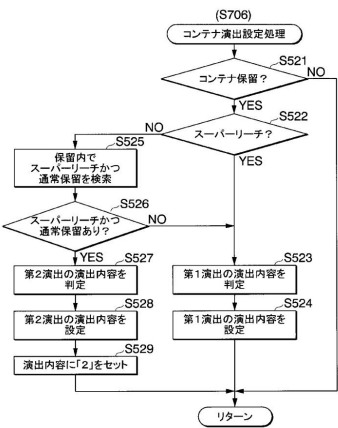 (S706)
コンテナ演出設定処理
S521
コンテナ保留?
NO
YES
S522
スーパーリーチ?
NO
YES
S525
保留内で
スーパーリーチかつ
通常保留を検索
S526
スーパーリーチかつ
通常保留あり?
NO
YES
S527
第2演出の演出内容を
判定
S523
第1演出の演出内容を
判定
S528
第2演出の演出内容を
設定
S524
第1演出の演出内容を
設定
S529
演出内容に「2」をセット
リターン